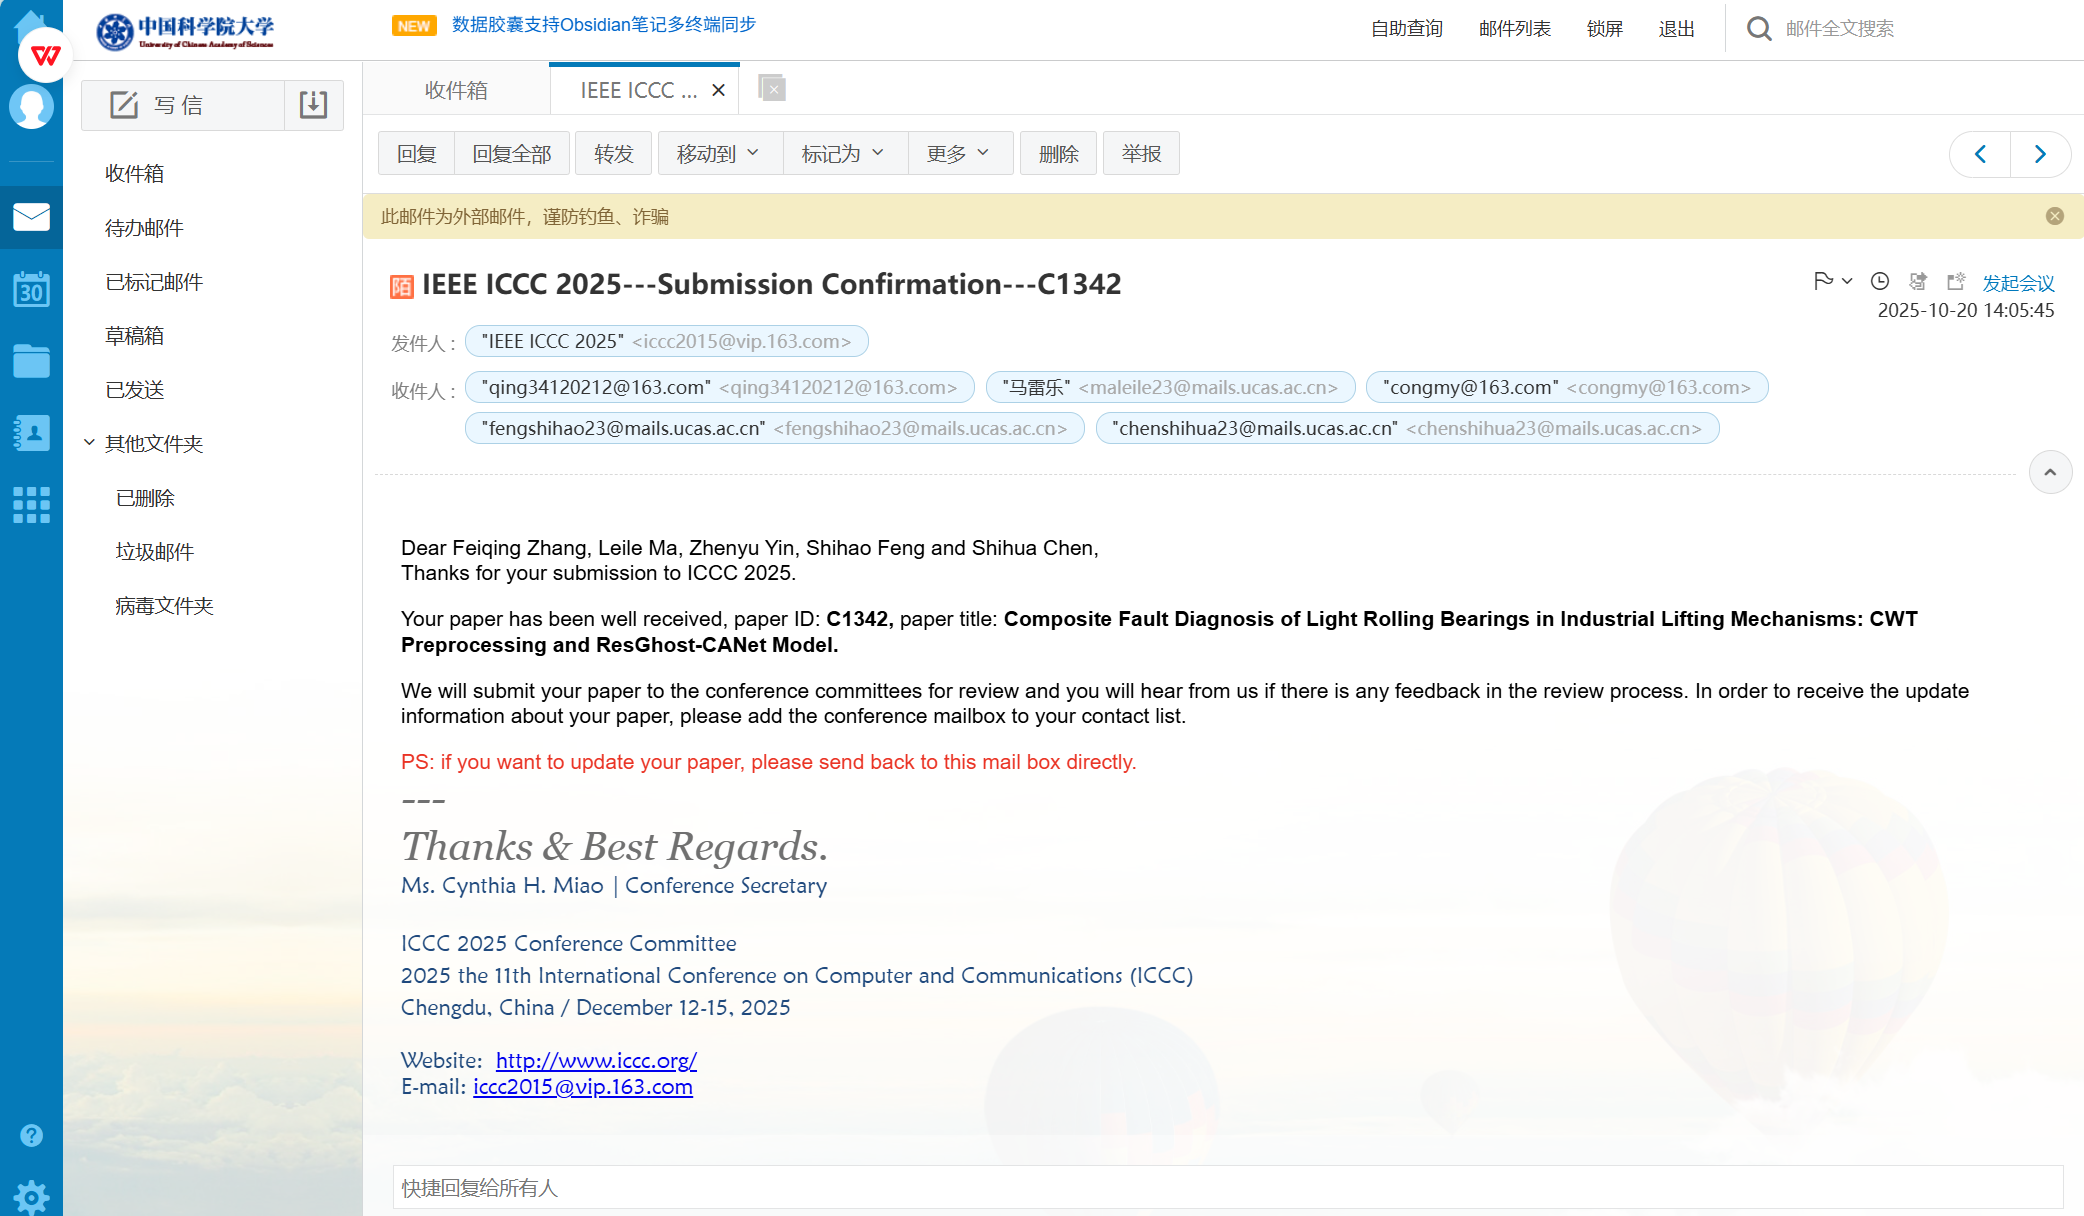 中国科学院大学
University of Chinese Academy of Sciences
NEW 数据胶囊支持Obsidian笔记多终端同步
自助查询 邮件列表 锁屏 退出 邮件全文搜索
写 信
收件箱
待办邮件
已标记邮件
草稿箱
已发送
其他文件夹
已删除
垃圾邮件
病毒文件夹
30
收件箱 IEEE ICCC ...
回复 回复全部 转发 移动到 标记为 更多 删除 举报
此邮件为外部邮件，谨防钓鱼、诈骗
陌 IEEE ICCC 2025---Submission Confirmation---C1342
发起会议
2025-10-20 14:05:45
发件人： "IEEE ICCC 2025" <iccc2015@vip.163.com>
收件人： "qing34120212@163.com" <qing34120212@163.com> "马雷乐" <maleile23@mails.ucas.ac.cn> "congmy@163.com" <congmy@163.com>
"fengshihao23@mails.ucas.ac.cn" <fengshihao23@mails.ucas.ac.cn> "chenshihua23@mails.ucas.ac.cn" <chenshihua23@mails.ucas.ac.cn>
Dear Feiqing Zhang, Leile Ma, Zhenyu Yin, Shihao Feng and Shihua Chen,
Thanks for your submission to ICCC 2025.
Your paper has been well received, paper ID: C1342, paper title: Composite Fault Diagnosis of Light Rolling Bearings in Industrial Lifting Mechanisms: CWT
Preprocessing and ResGhost-CANet Model.
We will submit your paper to the conference committees for review and you will hear from us if there is any feedback in the review process. In order to receive the update
information about your paper, please add the conference mailbox to your contact list.
PS: if you want to update your paper, please send back to this mail box directly.
---
Thanks & Best Regards.
Ms. Cynthia H. Miao | Conference Secretary
ICCC 2025 Conference Committee
2025 the 11th International Conference on Computer and Communications (ICCC)
Chengdu, China / December 12-15, 2025
Website: http://www.iccc.org/
E-mail: iccc2015@vip.163.com
快捷回复给所有人